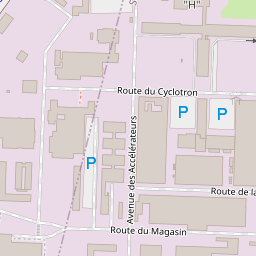 "H"
Route du Cyclotron
P
P
Avenue des Accélérateurs
P
Route de la
Route du Magasin